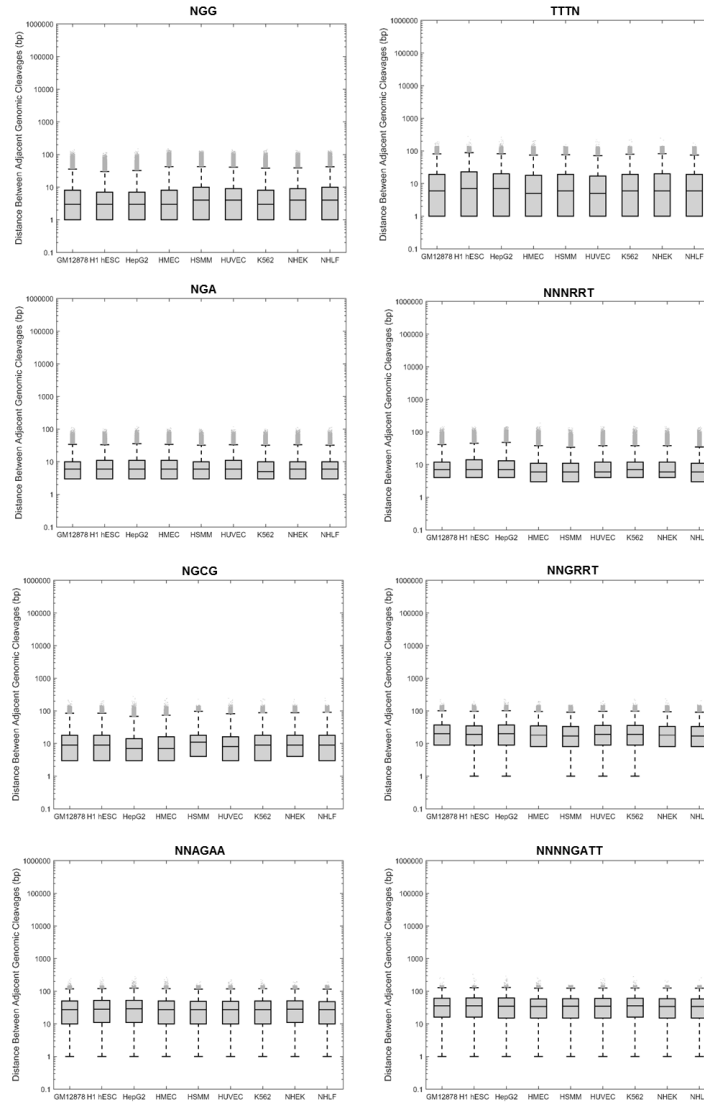 NGG
Distance Between Adjacent Genomic Cleavages (bp)
1000000
100000
10000
1000
100
10
1
0.1
GM12878 H1 hESC HepG2 HMEC HSMM HUVEC K562 NHEK NHLF
TTTN
Distance Between Adjacent Genomic Cleavages (bp)
1000000
100000
10000
1000
100
10
1
0.1
GM12878 H1 hESC HepG2 HMEC HSMM HUVEC K562 NHEK NHLF
NGA
Distance Between Adjacent Genomic Cleavages (bp)
1000000
100000
10000
1000
100
10
1
0.1
GM12878 H1 hESC HepG2 HMEC HSMM HUVEC K562 NHEK NHLF
NNNRRT
Distance Between Adjacent Genomic Cleavages (bp)
1000000
100000
10000
1000
100
10
1
0.1
GM12878 H1 hESC HepG2 HMEC HSMM HUVEC K562 NHEK NHLF
NGCG
Distance Between Adjacent Genomic Cleavages (bp)
1000000
100000
10000
1000
100
10
1
0.1
GM12878 H1 hESC HepG2 HMEC HSMM HUVEC K562 NHEK NHLF
NNGRRT
Distance Between Adjacent Genomic Cleavages (bp)
1000000
100000
10000
1000
100
10
1
0.1
GM12878 H1 hESC HepG2 HMEC HSMM HUVEC K562 NHEK NHLF
NNAGAA
Distance Between Adjacent Genomic Cleavages (bp)
1000000
100000
10000
1000
100
10
1
0.1
GM12878 H1 hESC HepG2 HMEC HSMM HUVEC K562 NHEK NHLF
NNNNGATT
Distance Between Adjacent Genomic Cleavages (bp)
1000000
100000
10000
1000
100
10
1
0.1
GM12878 H1 hESC HepG2 HMEC HSMM HUVEC K562 NHEK NHLF